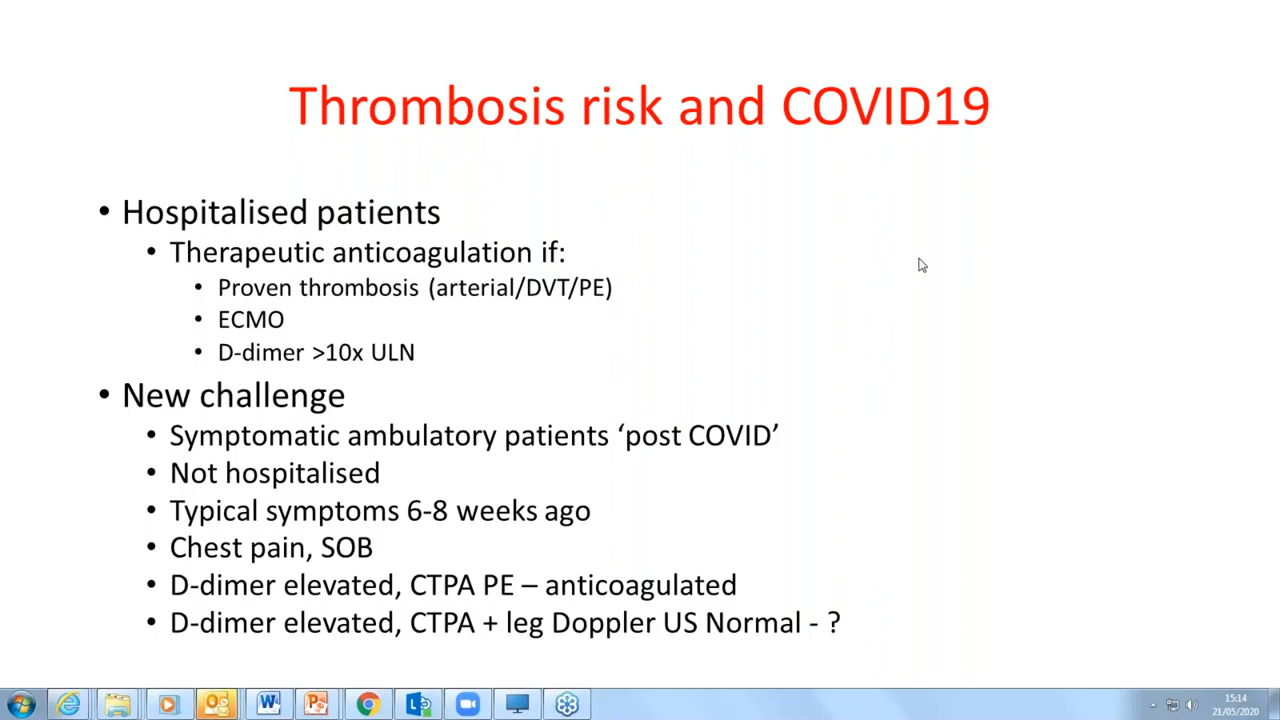 Thrombosis risk and COVID19
• Hospitalised patients
• Therapeutic anticoagulation if:
• Proven thrombosis (arterial/DVT/PE)
• ECMO
• D-dimer >10x ULN
• New challenge
• Symptomatic ambulatory patients ‘post COVID’
• Not hospitalised
• Typical symptoms 6-8 weeks ago
• Chest pain, SOB
• D-dimer elevated, CTPA PE – anticoagulated
• D-dimer elevated, CTPA + leg Doppler US Normal - ?
15:14
21/05/2020